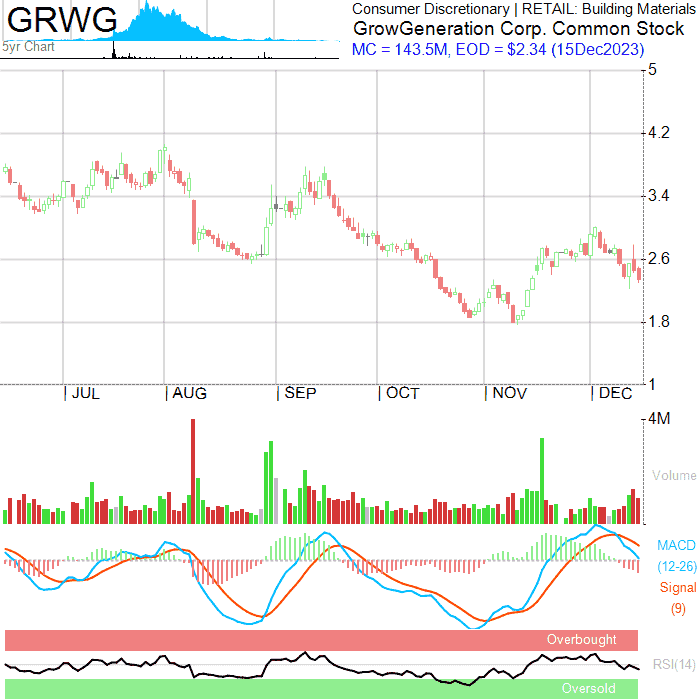 GRWG
5yr Chart
Consumer Discretionary | RETAIL: Building Materials
GrowGeneration Corp. Common Stock
MC = 143.5M, EOD = $2.34 (15Dec2023)
5
4.2
3.4
2.6
1.8
1
| JUL | AUG | SEP | OCT | NOV | DEC
4M
Volume
MACD
(12-26)
Signal
(9)
Overbought
RSI(14)
Oversold